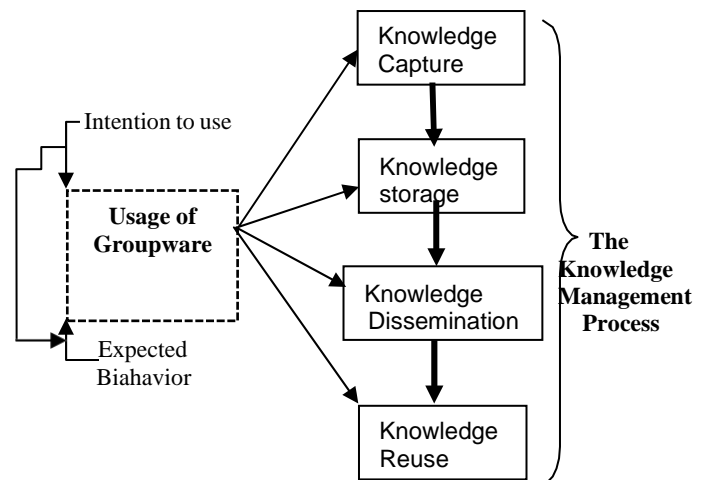 Knowledge
Capture
Intention to use
Knowledge
storage
Usage of
Groupware
The
Knowledge
Management
Process
Knowledge
Dissemination
Expected
Biahavior
Knowledge
Reuse